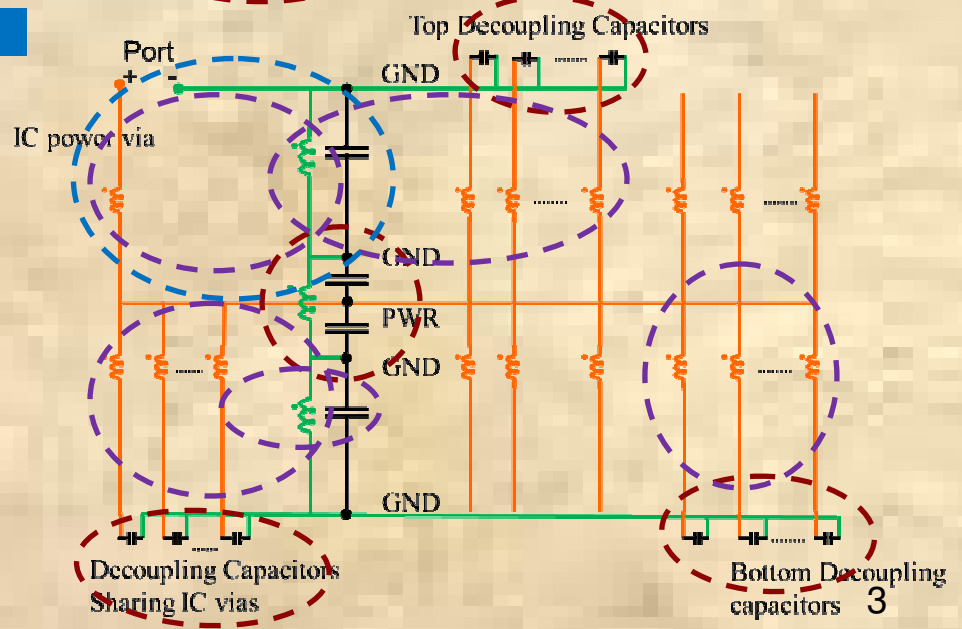 Top Decoupling Capacitors
Port
+ -
GND
IC power via
GND
PWR
GND
GND
Decoupling Capacitors
Sharing IC vias
Bottom Decoupling
capacitors
3